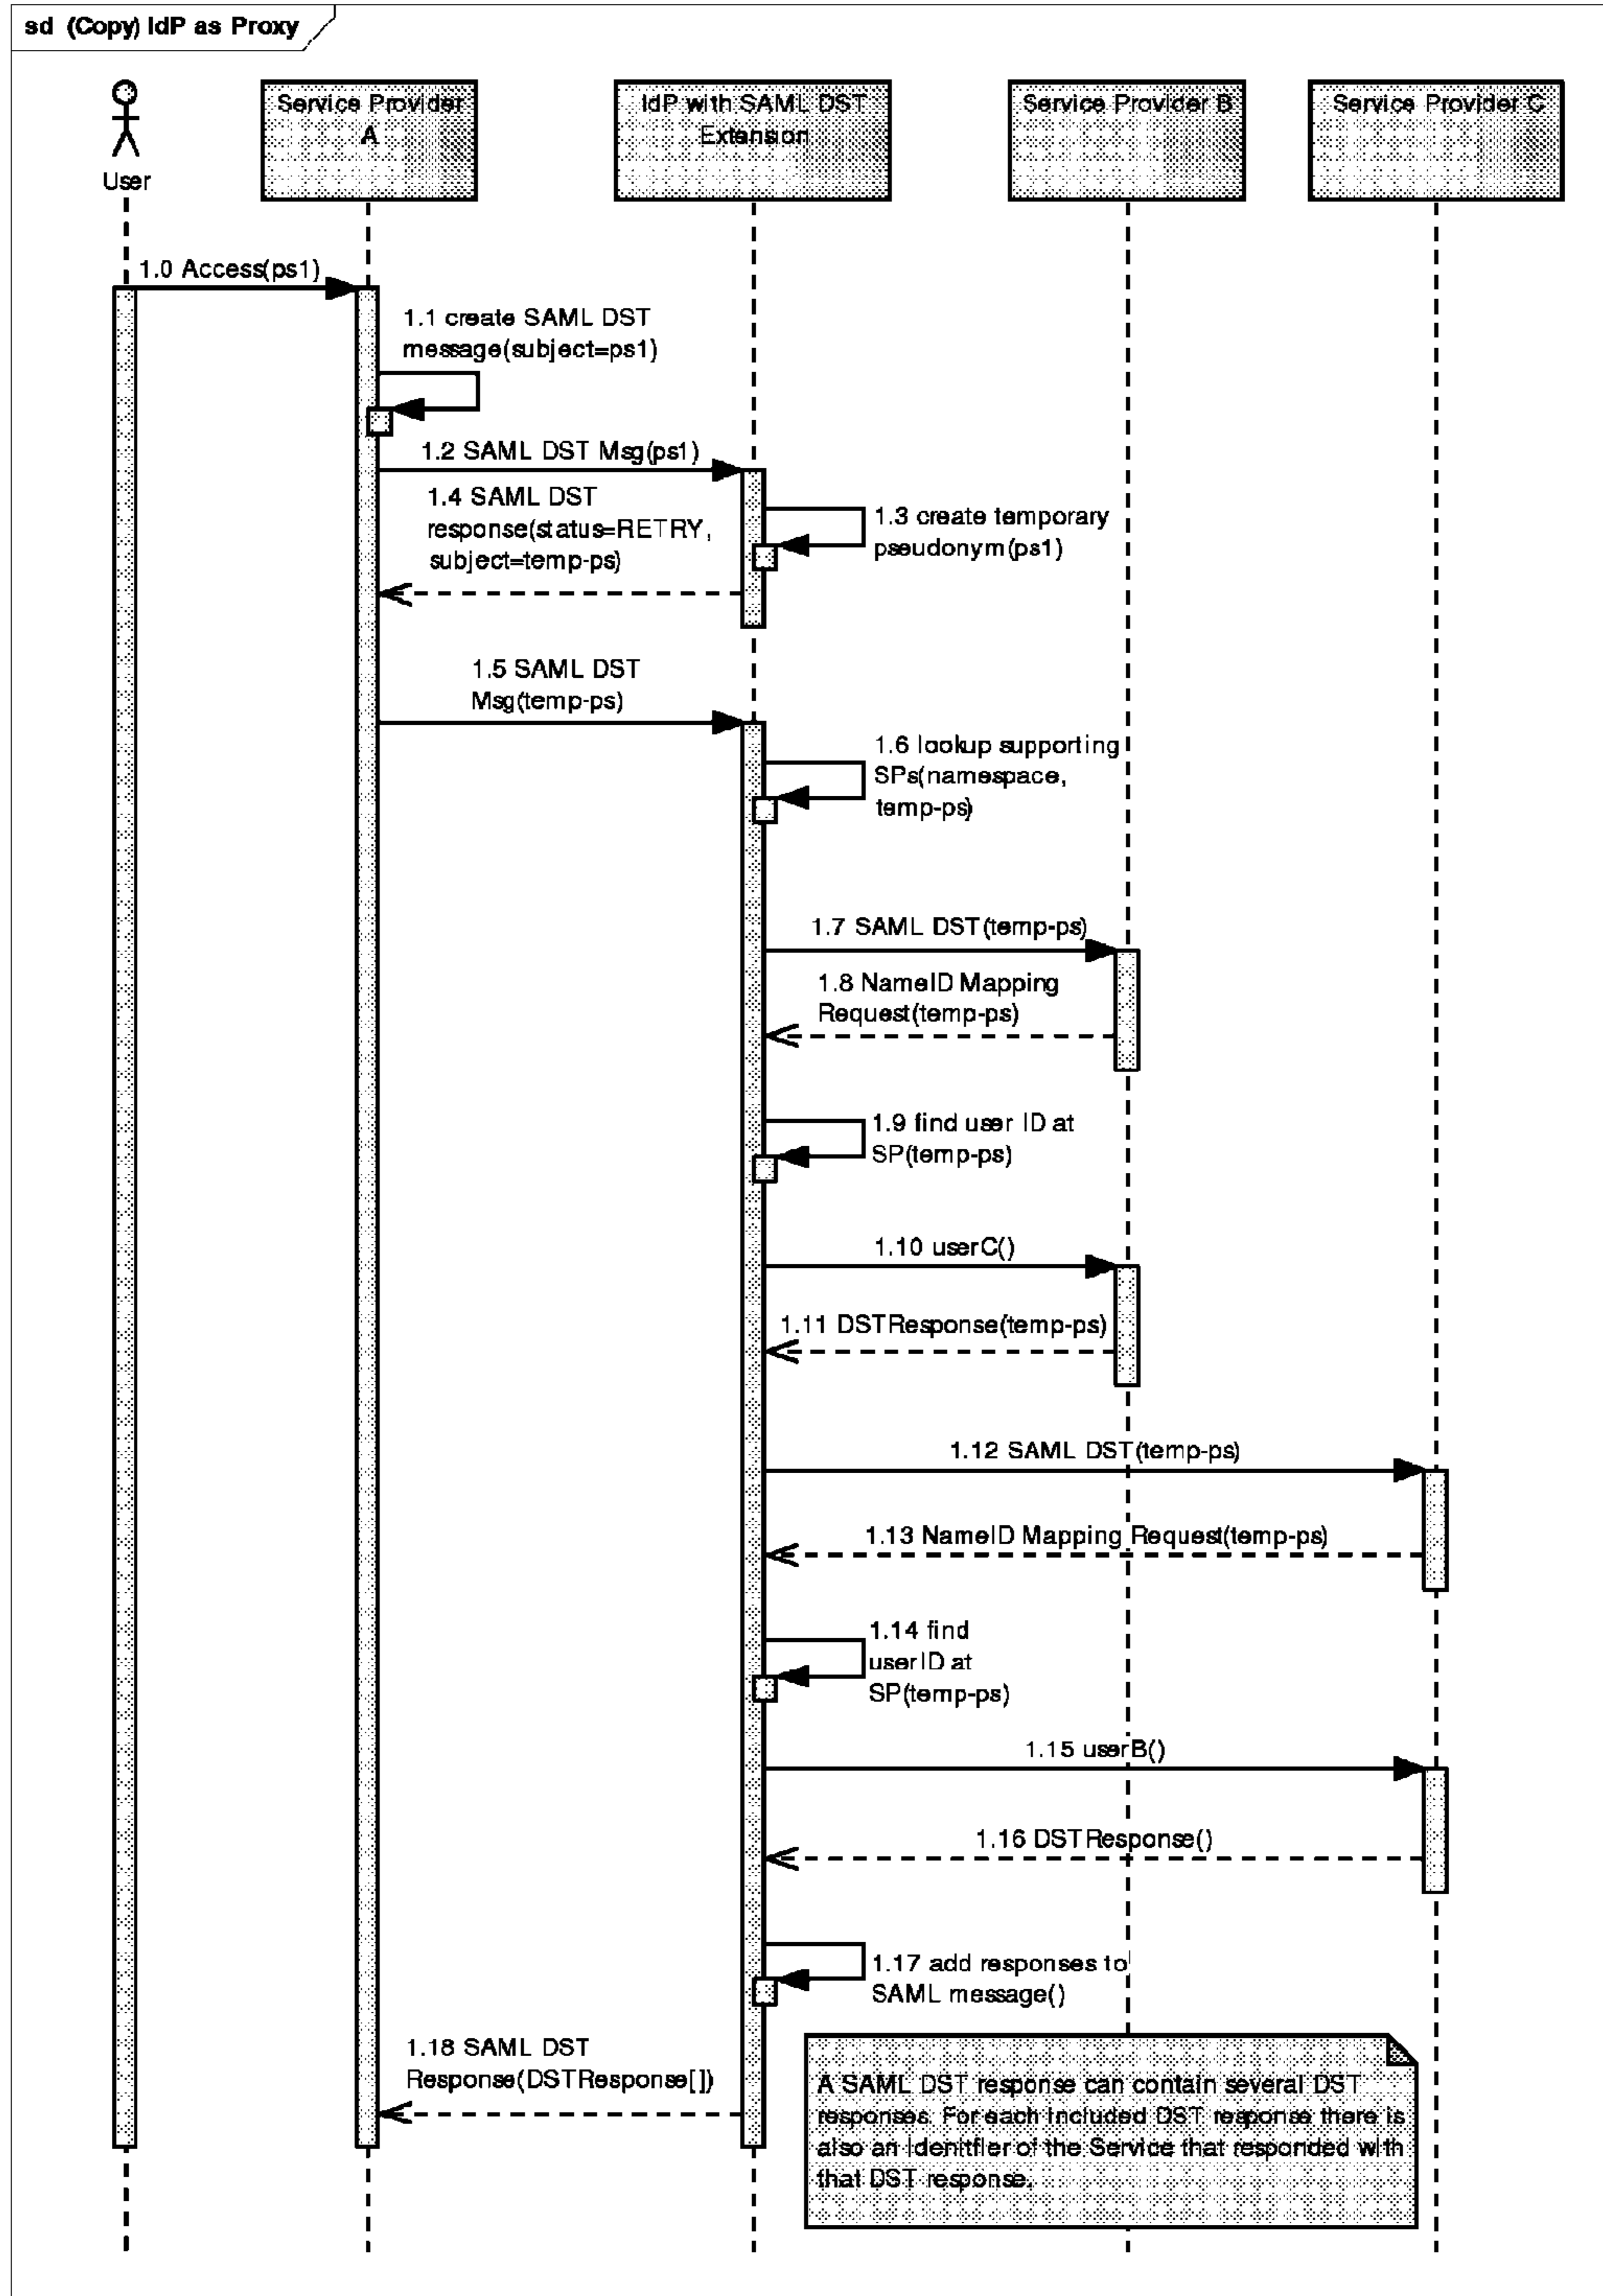 sd (Copy) IdP as Proxy
User
Service Provider
A
IdP with SAML DST
Extension
Service Provider B
Service Provider C
1.0 Access(ps1)
1.1 create SAML DST
message(subject=ps1)
1.2 SAML DST Msg(ps1)
1.3 create temporary
pseudonym(ps1)
1.4 SAML DST
response(status=RETRY,
subject=temp-ps)
1.5 SAML DST
Msg(temp-ps)
1.6 lookup supporting
SPs(namespace,
temp-ps)
1.7 SAML DST(temp-ps)
1.8 NameID Mapping
Request(temp-ps)
1.9 find user ID at
SP(temp-ps)
1.10 userC()
1.11 DSTResponse(temp-ps)
1.12 SAML DST(temp-ps)
1.13 NameID Mapping Request(temp-ps)
1.14 find
userID at
SP(temp-ps)
1.15 userB()
1.16 DSTResponse()
1.17 add responses to
SAML message()
1.18 SAML DST
Response(DSTResponse[])
A SAML DST response can contain several DST
responses. For each included DST response there is
also an identifier of the Service that responded with
that DST response.